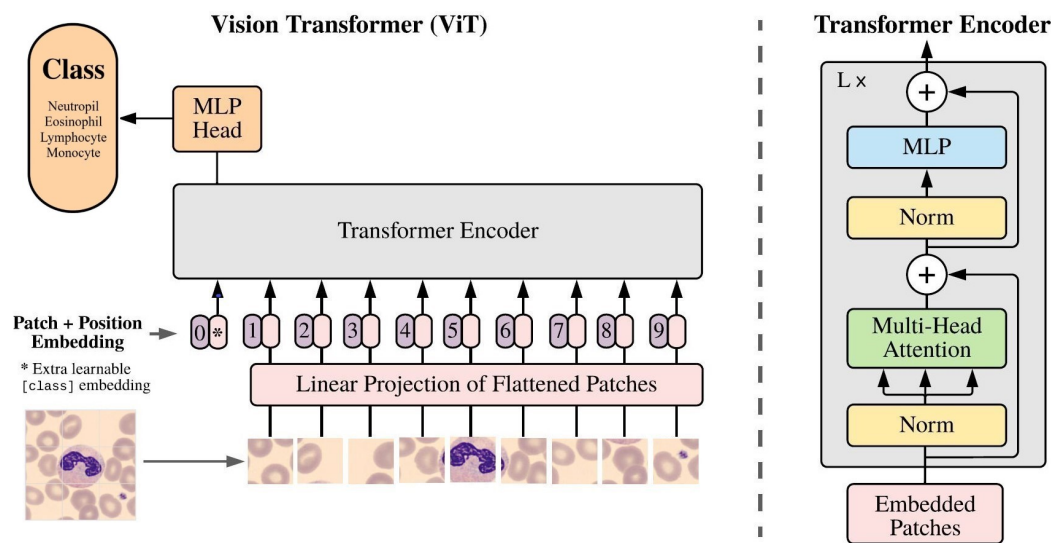 Vision Transformer (ViT)
Class
Neutropil
Eosinophil
Lymphocyte
Monocyte
MLP
Head
Transformer Encoder
Patch + Position
Embedding
0 * 1 2 3 4 5 6 7 8 9
* Extra learnable
[class] embedding
Linear Projection of Flattened Patches
Transformer Encoder
L ×
+
MLP
Norm
+
Multi-Head
Attention
Norm
Embedded
Patches